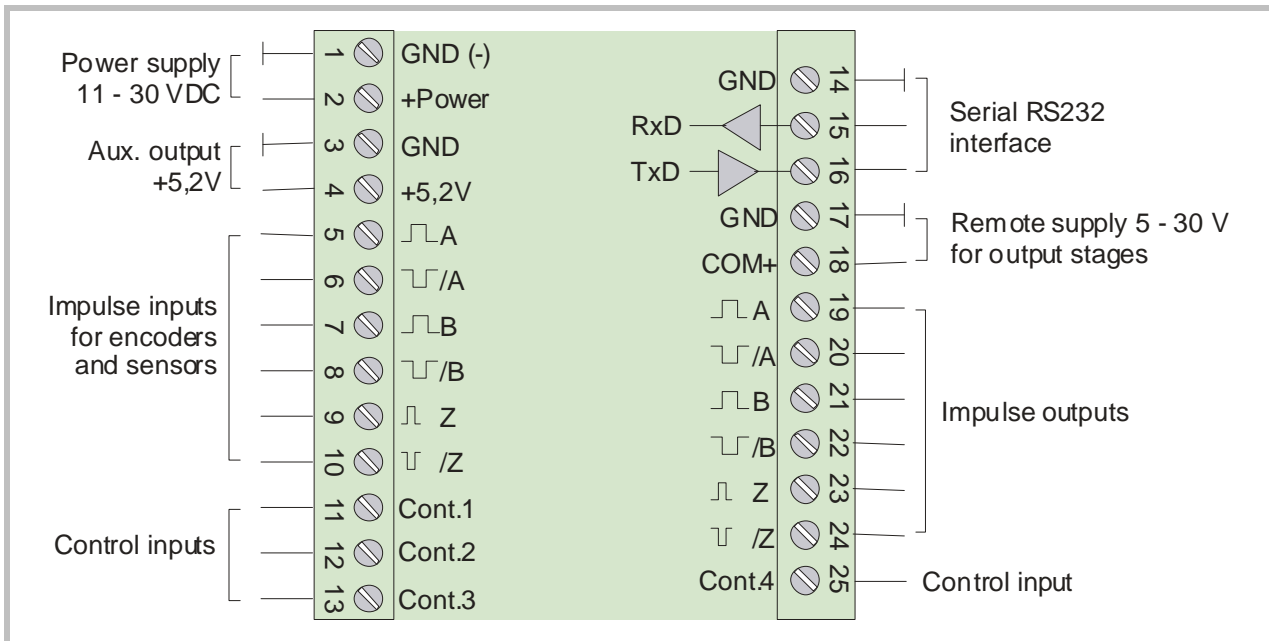 Power supply
11 - 30 VDC
Aux. output
+5,2V
Impulse inputs
for encoders
and sensors
Control inputs
1 GND (-)
2 +Power
3 GND
4 +5,2V
5 A
6 /A
7 B
8 /B
9 Z
10 /Z
11 Cont.1
12 Cont.2
13 Cont.3
GND 14
RxD 15
TxD 16
GND 17
COM+ 18
A 19
/A 20
B 21
/B 22
Z 23
/Z 24
Cont.4 25
Serial RS232
interface
Remote supply 5 - 30 V
for output stages
Impulse outputs
Control input